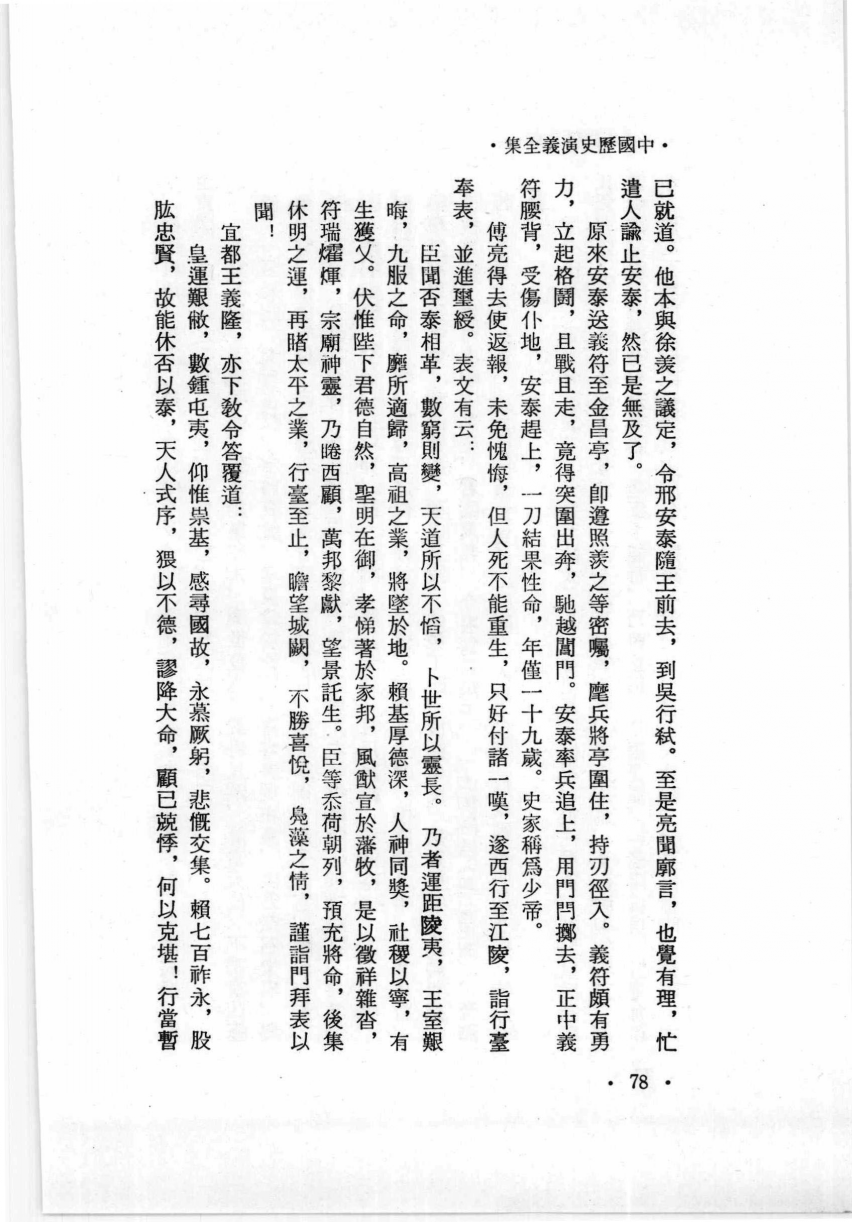 •中國歷史演義全集•
已就道。他本與徐羨之議定，令邢安泰隨王前去，到吳行弒。至是亮聞廓言，也覺有理，忙
遣人諭止安泰，然已是無及了。
原來安泰送義符至金昌亭，卽遵照羨之等密囑，麾兵將亭圍住，持刃徑入。義符頗有勇
力，立起格鬪，且戰且走，竟得突圍出奔，馳越閶門。安泰率兵追上，用門閂擲去，正中義
符腰背，受傷仆地，安泰趕上，一刀結果性命，年僅一十九歲。史家稱爲少帝。
傅亮得去使返報，未免愧悔，但人死不能重生，只好付諸一嘆，遂西行至江陵，詣行臺
奉表，並進璽綬。表文有云：
臣聞否泰相革，數窮則變，天道所以不慆，卜世所以靈長。乃者運距陵夷，王室艱
晦，九服之命，靡所適歸，高祖之業，將墜於地。賴基厚德深，人神同獎，社稷以寧，有
生獲乂。伏惟陛下君德自然，聖明在御，孝悌著於家邦，風猷宣於藩牧，是以徵祥雜沓，
符瑞燿煇，宗廟神靈，乃睠西顧，萬邦黎獻，望景託生。臣等忝荷朝列，預充將命，後集
休明之運，再睹太平之業，行臺至止，瞻望城闕，不勝喜悅，鳧藻之情，謹詣門拜表以
聞！
宜都王義隆，亦下教令答覆道：
皇運艱敝，數鍾屯夷，仰惟崇基，感尋國故，永慕厥躬，悲慨交集。賴七百祚永，股
肱忠賢，故能休否以泰，天人式序，猥以不德，謬降大命，顧已兢悸，何以克堪！行當暫
•78•